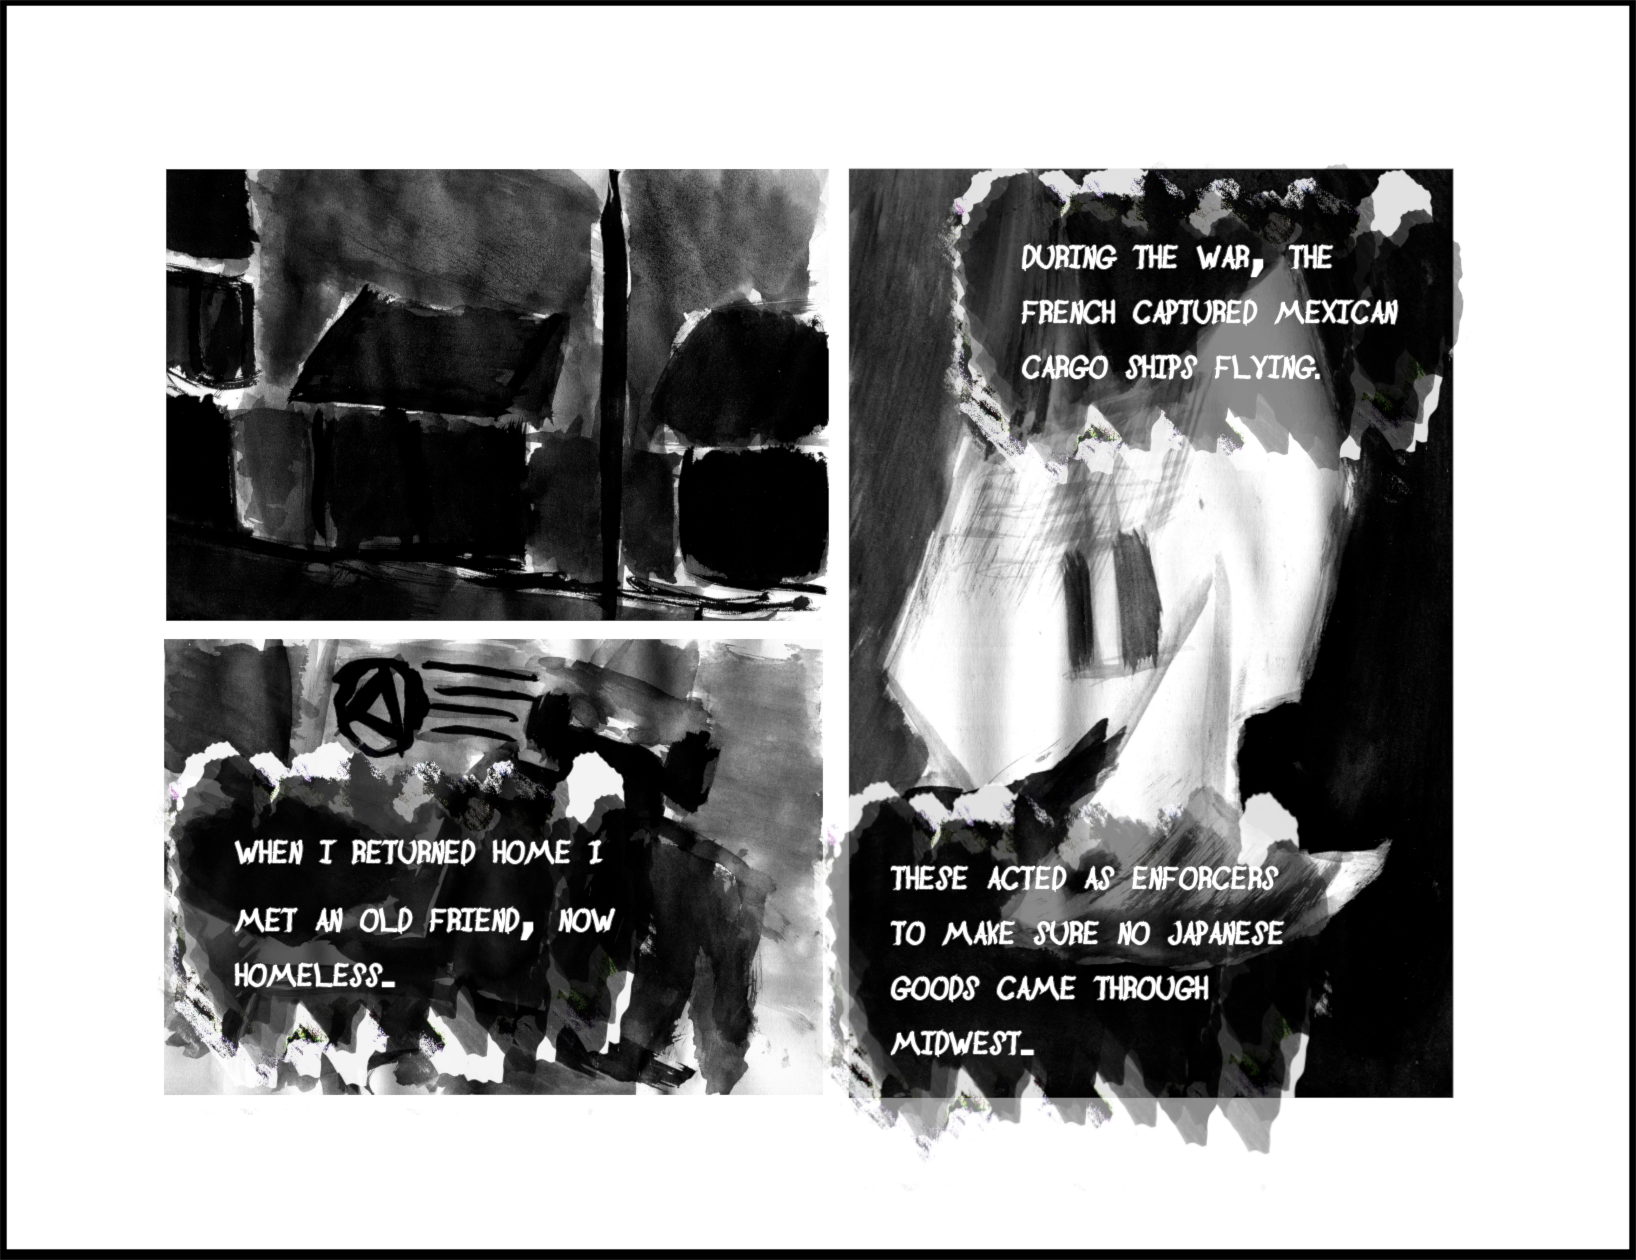 WHEN I RETURNED HOME I
MET AN OLD FRIEND, NOW
HOMELESS.
DURING THE WAR, THE
FRENCH CAPTURED MEXICAN
CARGO SHIPS FLYING.
THESE ACTED AS ENFORCERS
TO MAKE SURE NO JAPANESE
GOODS CAME THROUGH
MIDWEST.